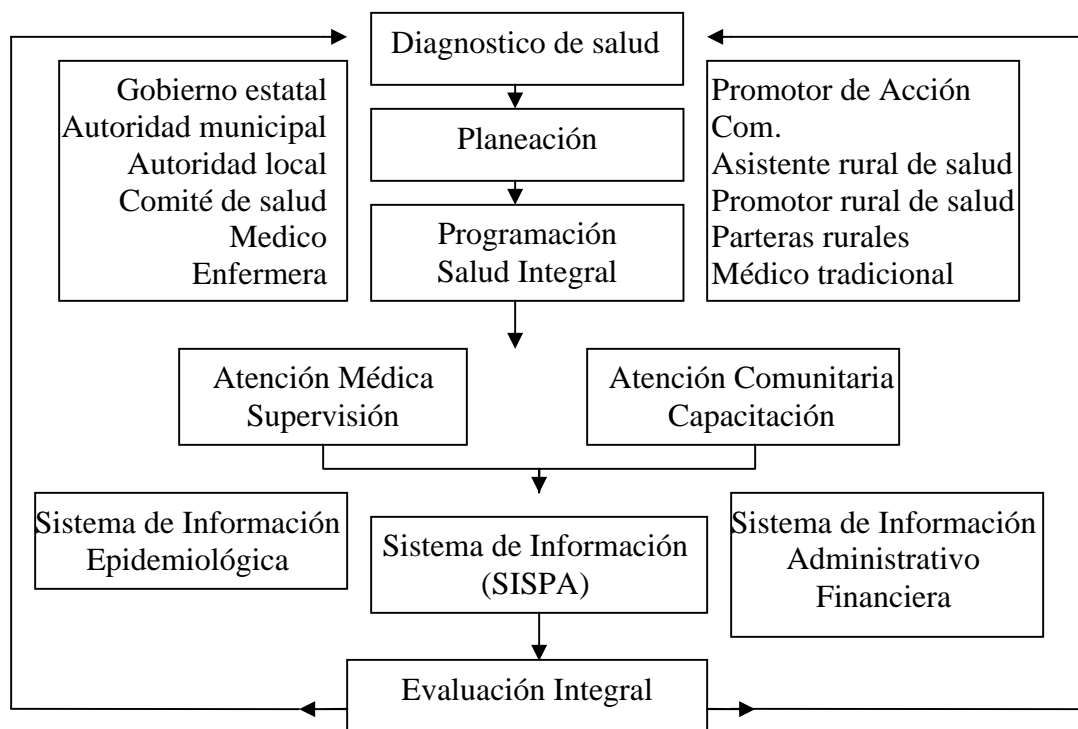 Diagnostico de salud
Gobierno estatal
Autoridad municipal
Autoridad local
Comité de salud
Medico
Enfermera
Planeación
Programación
Salud Integral
Promotor de Acción
Com.
Asistente rural de salud
Promotor rural de salud
Parteras rurales
Médico tradicional
Atención Médica
Supervisión
Atención Comunitaria
Capacitación
Sistema de Información
Epidemiológica
Sistema de Información
(SISPA)
Sistema de Información
Administrativo
Financiera
Evaluación Integral